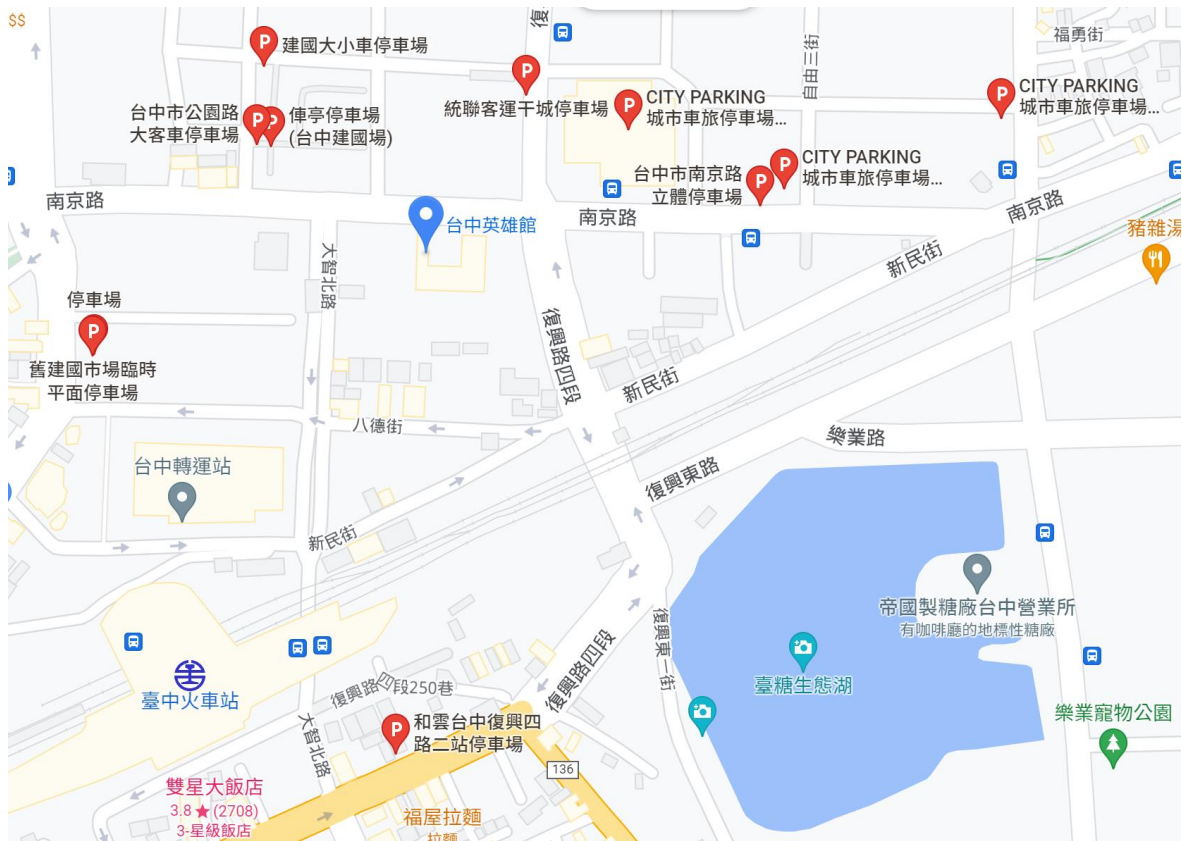 $$
復
福勇街
建國大小車停車場
自由三街
台中市公園路
大客車停車場
俥亭停車場
(台中建國場)
統聯客運干城停車場
CITY PARKING
城市車旅停車場...
CITY PARKING
城市車旅停車場...
台中市南京路
立體停車場
CITY PARKING
城市車旅停車場...
南京路
南京路
南京路
台中英雄館
大智北路
新民街
豬雜湯
停車場
舊建國市場臨時
平面停車場
復興路四段
新民街
八德街
樂業路
台中轉運站
復興東路
新民街
帝國製糖廠台中營業所
有咖啡廳的地標性糖廠
復興東一街
臺糖生態湖
臺中火車站
復興路四段250巷
復興路四段
和雲台中復興四
路二站停車場
大智北路
樂業寵物公園
136
雙星大飯店
3.8 ★ (2708)
3-星級飯店
福屋拉麵
拉麵